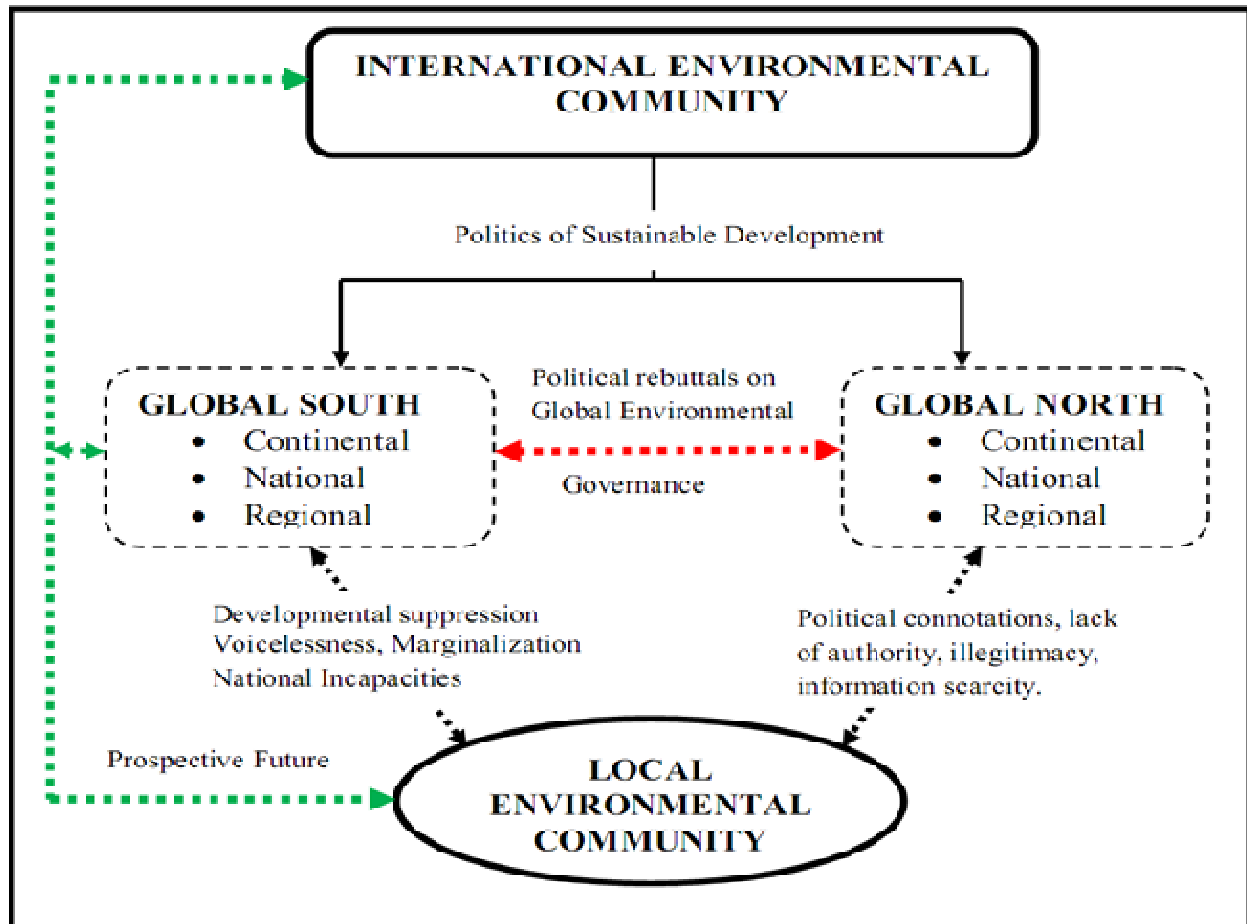 INTERNATIONAL ENVIRONMENTAL
COMMUNITY
Politics of Sustainable Development
GLOBAL SOUTH
• Continental
• National
• Regional
Political rebuttals on
Global Environmental
Governance
GLOBAL NORTH
• Continental
• National
• Regional
Developmental suppression
Voicelessness, Marginalization
National Incapacities
Political connotations, lack
of authority, illegitimacy,
information scarcity.
Prospective Future
LOCAL
ENVIRONMENTAL
COMMUNITY